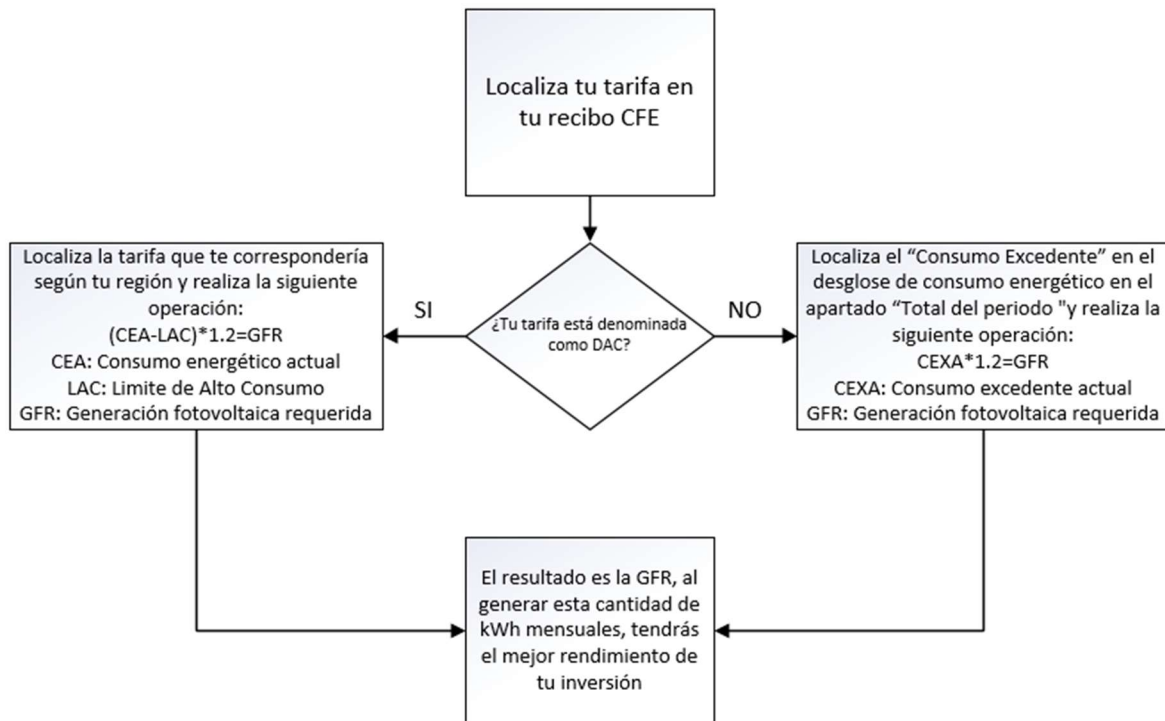 Localiza tu tarifa en
tu recibo CFE
Localiza la tarifa que te correspondería
según tu región y realiza la siguiente
operación:
(CEA-LAC)*1.2=GFR
CEA: Consumo energético actual
LAC: Limite de Alto Consumo
GFR: Generación fotovoltaica requerida
SI
¿Tu tarifa está denominada
como DAC?
NO
Localiza el “Consumo Excedente” en el
desglose de consumo energético en el
apartado “Total del periodo "y realiza la
siguiente operación:
CEXA*1.2=GFR
CEXA: Consumo excedente actual
GFR: Generación fotovoltaica requerida
El resultado es la GFR, al
generar esta cantidad de
kWh mensuales, tendrás
el mejor rendimiento de
tu inversión